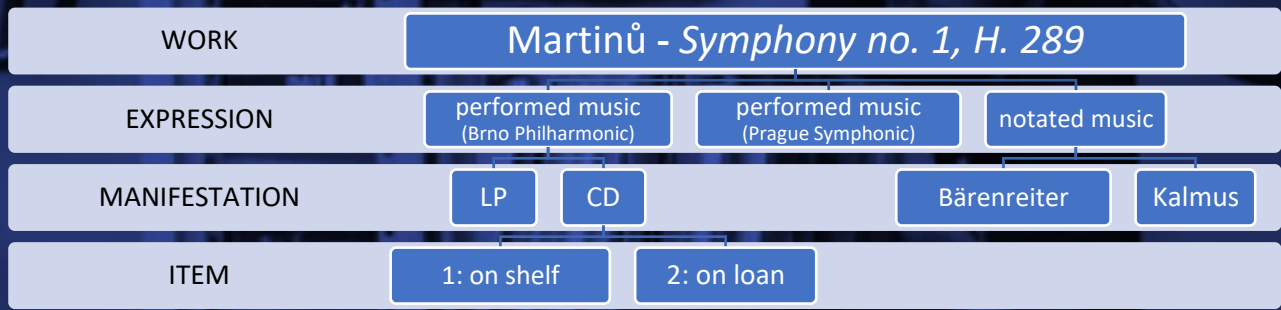 WORK
Martinů - Symphony no. 1, H. 289
EXPRESSION
performed music
(Brno Philharmonic)
performed music
(Prague Symphonic)
notated music
MANIFESTATION
LP
CD
Bärenreiter
Kalmus
ITEM
1: on shelf
2: on loan